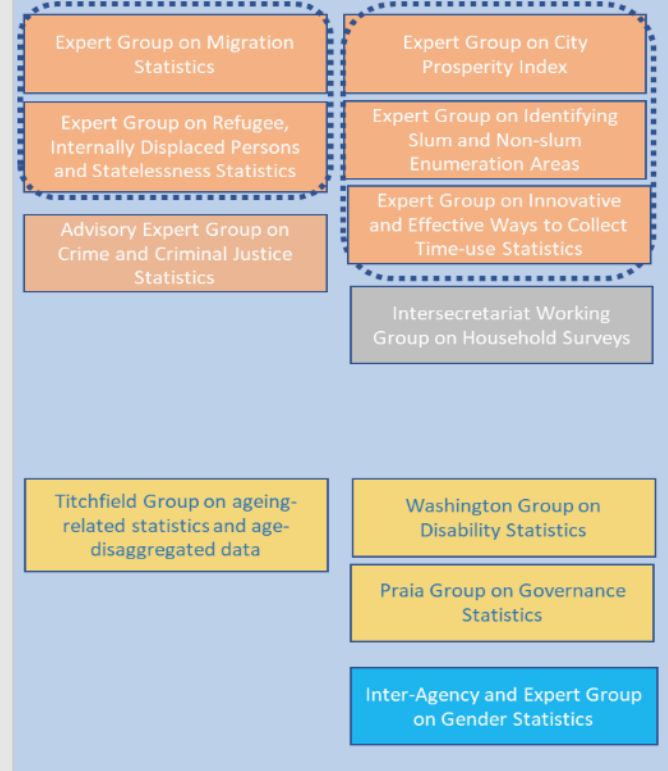 Expert Group on Migration
Statistics
Expert Group on Refugee,
Internally Displaced Persons
and Statelessness Statistics
Advisory Expert Group on
Crime and Criminal Justice
Statistics
Expert Group on City
Prosperity Index
Expert Group on Identifying
Slum and Non-slum
Enumeration Areas
Expert Group on Innovative
and Effective Ways to Collect
Time-use Statistics
Intersecretariat Working
Group on Household Surveys
Titchfield Group on ageing-
related statistics and age-
disaggregated data
Washington Group on
Disability Statistics
Praia Group on Governance
Statistics
Inter-Agency and Expert Group
on Gender Statistics